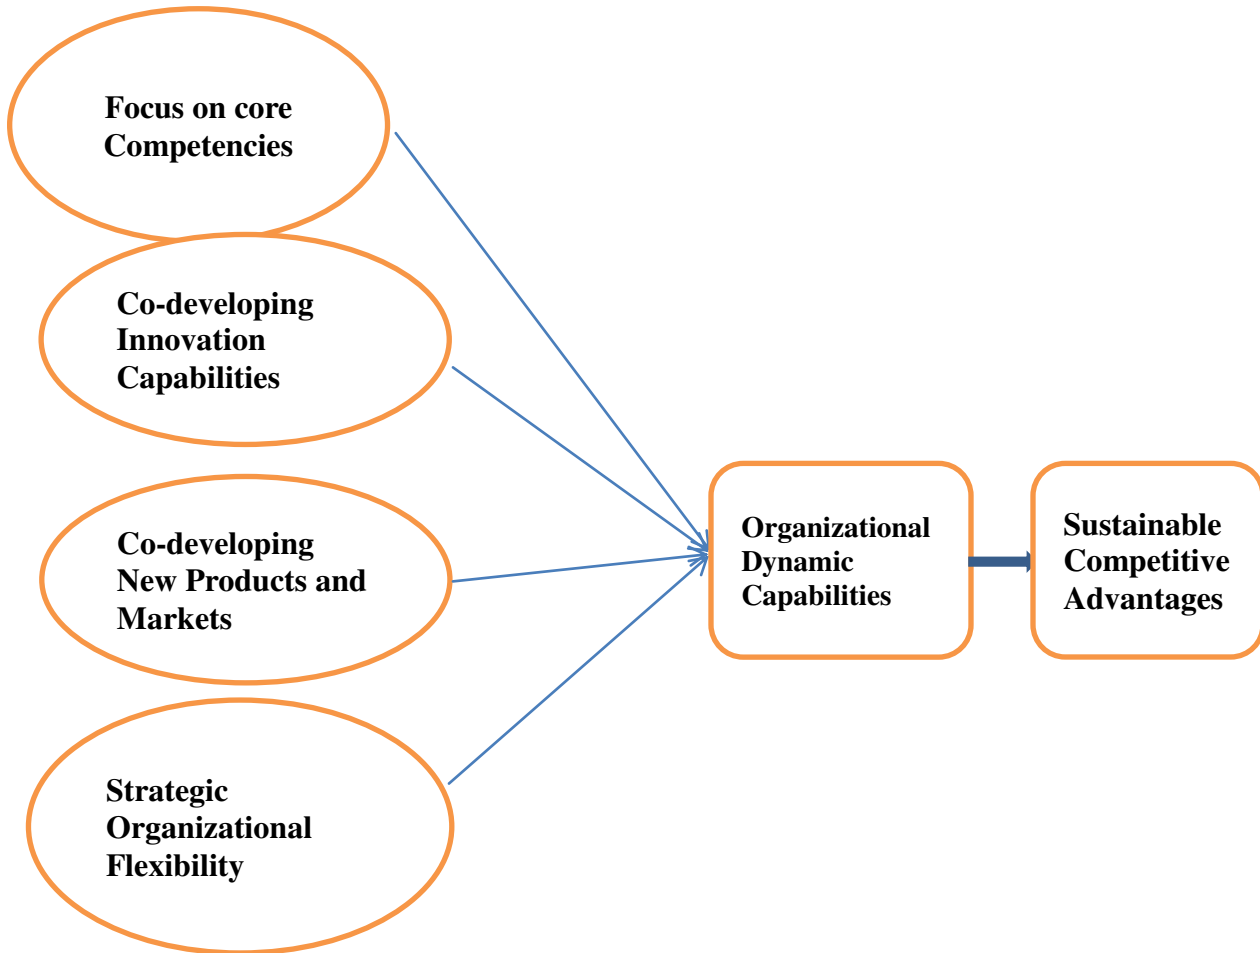 Focus on core
Competencies
Co-developing
Innovation
Capabilities
Co-developing
New Products and
Markets
Strategic
Organizational
Flexibility
Organizational
Dynamic
Capabilities
Sustainable
Competitive
Advantages